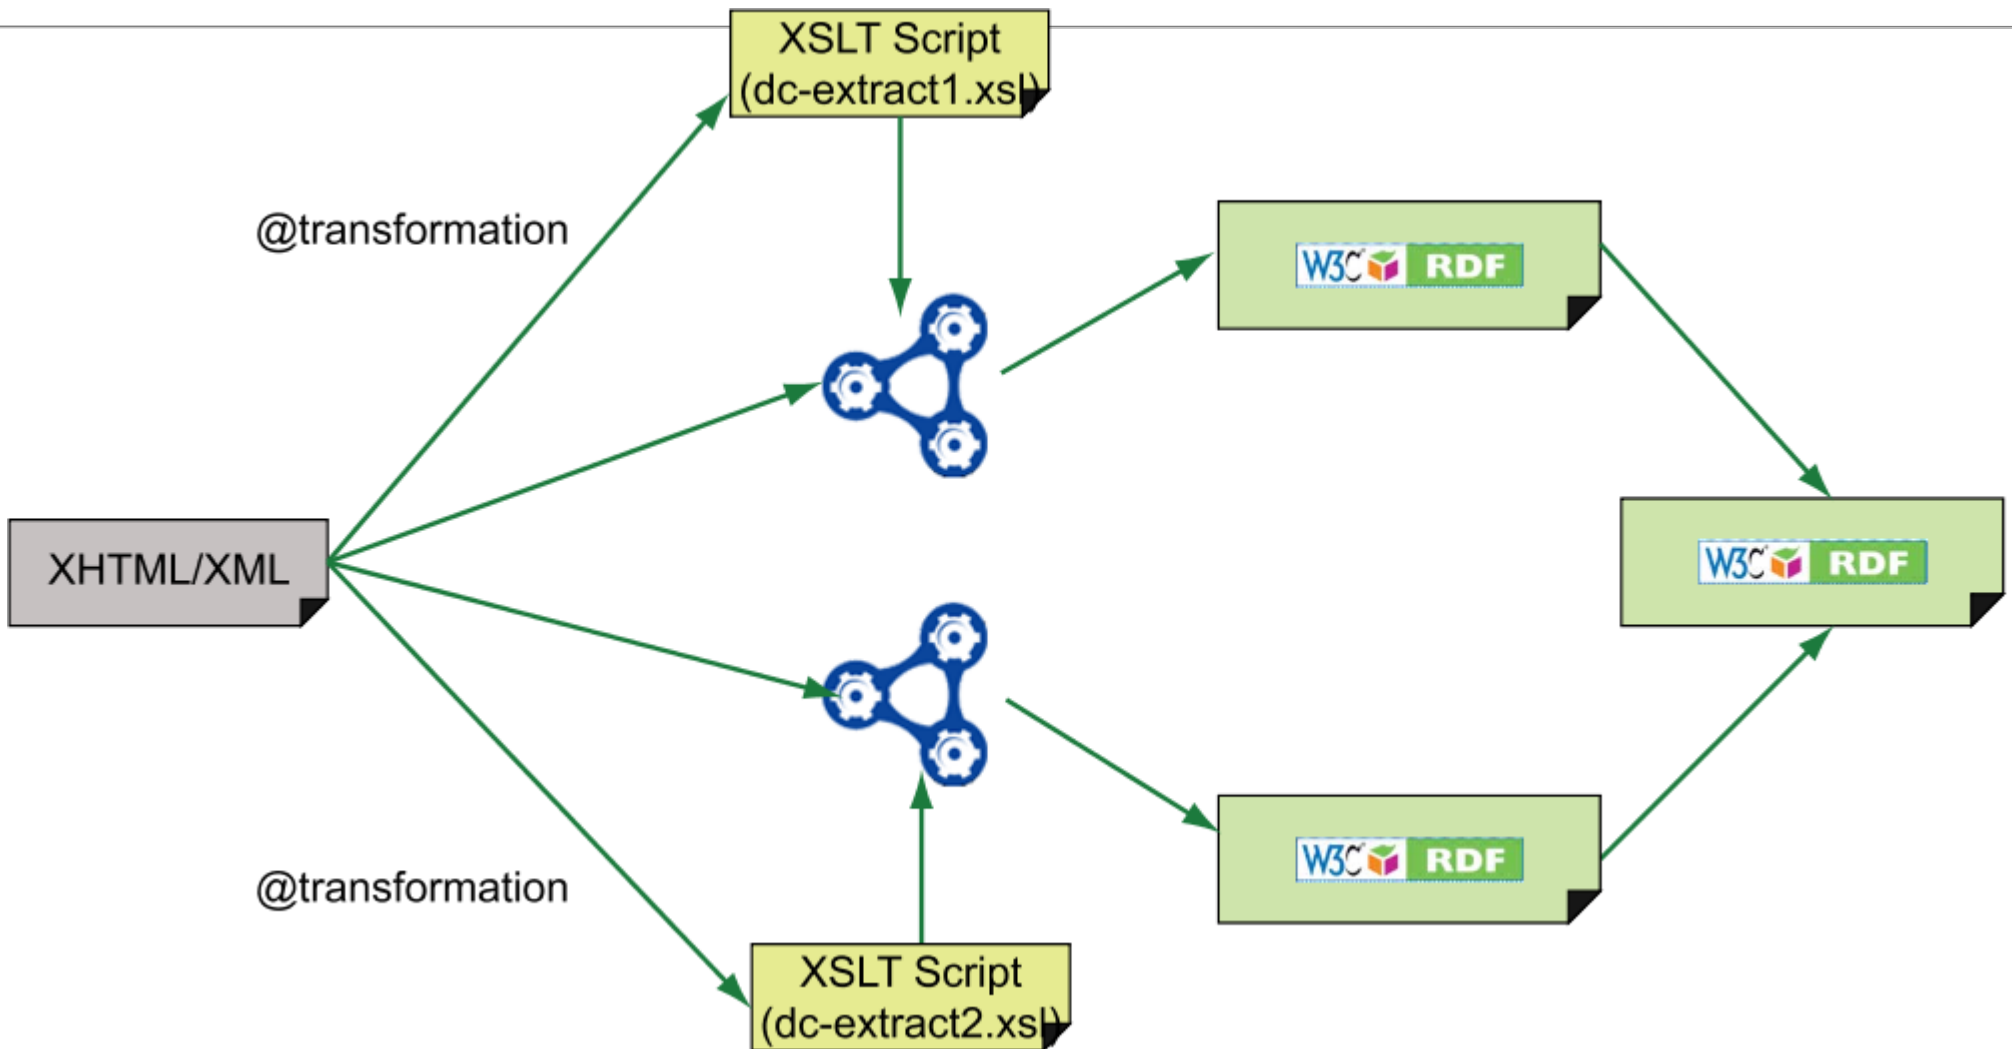 XSLT Script
(dc-extract1.xsl)
@transformation
W3C RDF
XHTML/XML
W3C RDF
@transformation
W3C RDF
XSLT Script
(dc-extract2.xsl)